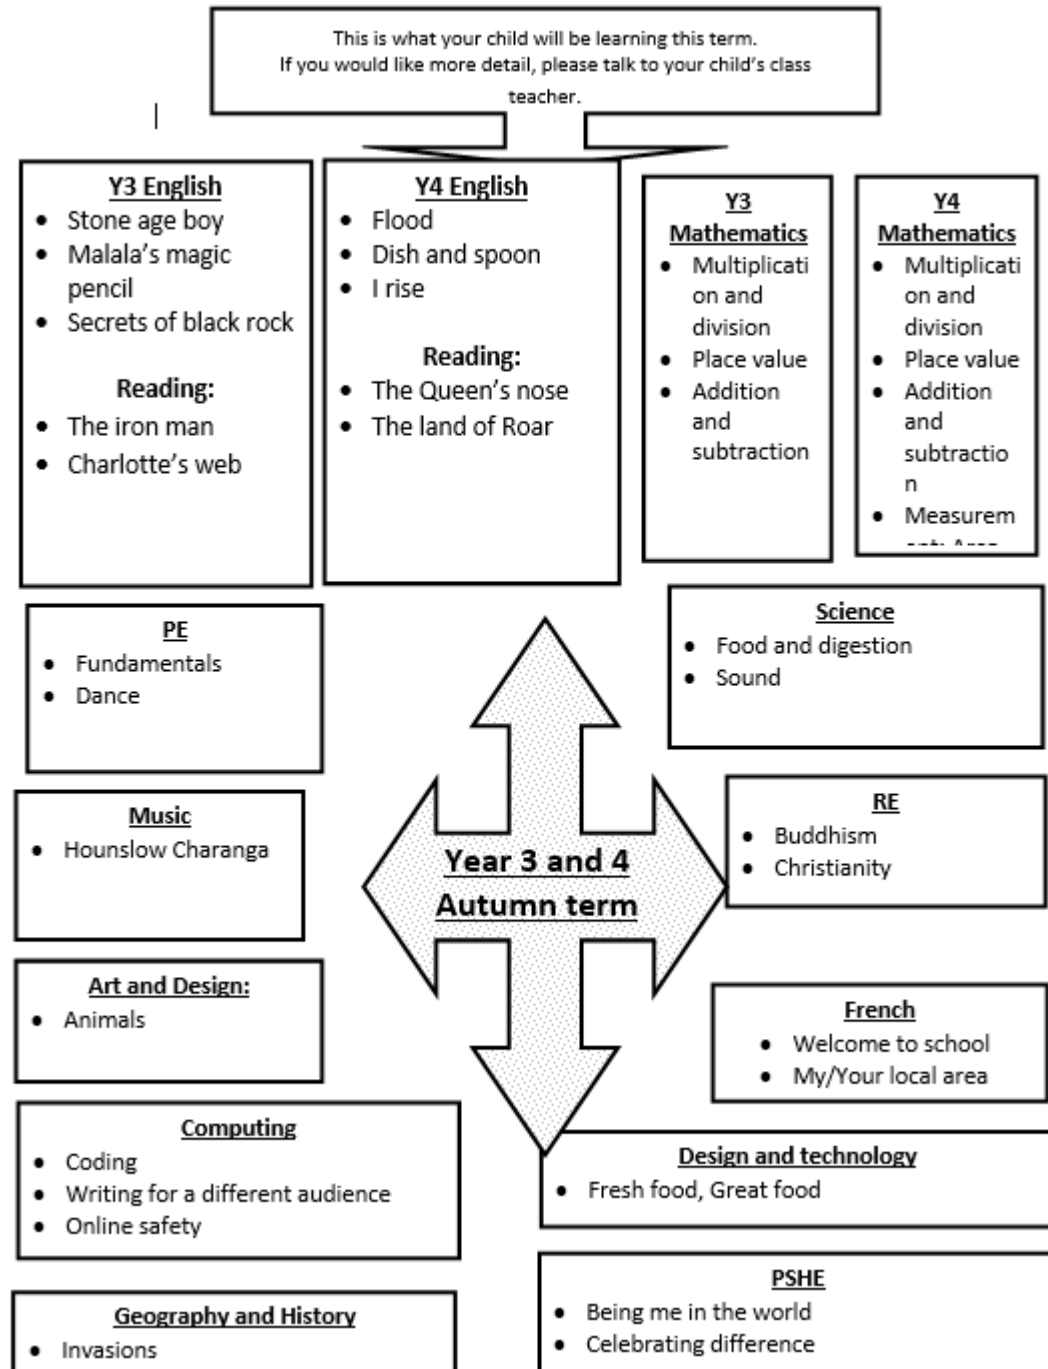 This is what your child will be learning this term.
If you would like more detail, please talk to your child's class
teacher.
Y3 English
• Stone age boy
• Malala's magic
pencil
• Secrets of black rock
Reading:
• The iron man
• Charlotte's web
Y4 English
• Flood
• Dish and spoon
• I rise
Reading:
• The Queen's nose
• The land of Roar
Y3
Mathematics
• Multiplicati
on and
division
• Place value
• Addition
and
subtraction
Y4
Mathematics
• Multiplicati
on and
division
• Place value
• Addition
and
subtractio
n
• Measurem
PE
• Fundamentals
• Dance
Science
• Food and digestion
• Sound
Music
• Hounslow Charanga
Year 3 and 4
Autumn term
RE
• Buddhism
• Christianity
Art and Design:
• Animals
French
• Welcome to school
• My/Your local area
Computing
• Coding
• Writing for a different audience
• Online safety
Design and technology
• Fresh food, Great food
Geography and History
• Invasions
PSHE
• Being me in the world
• Celebrating difference